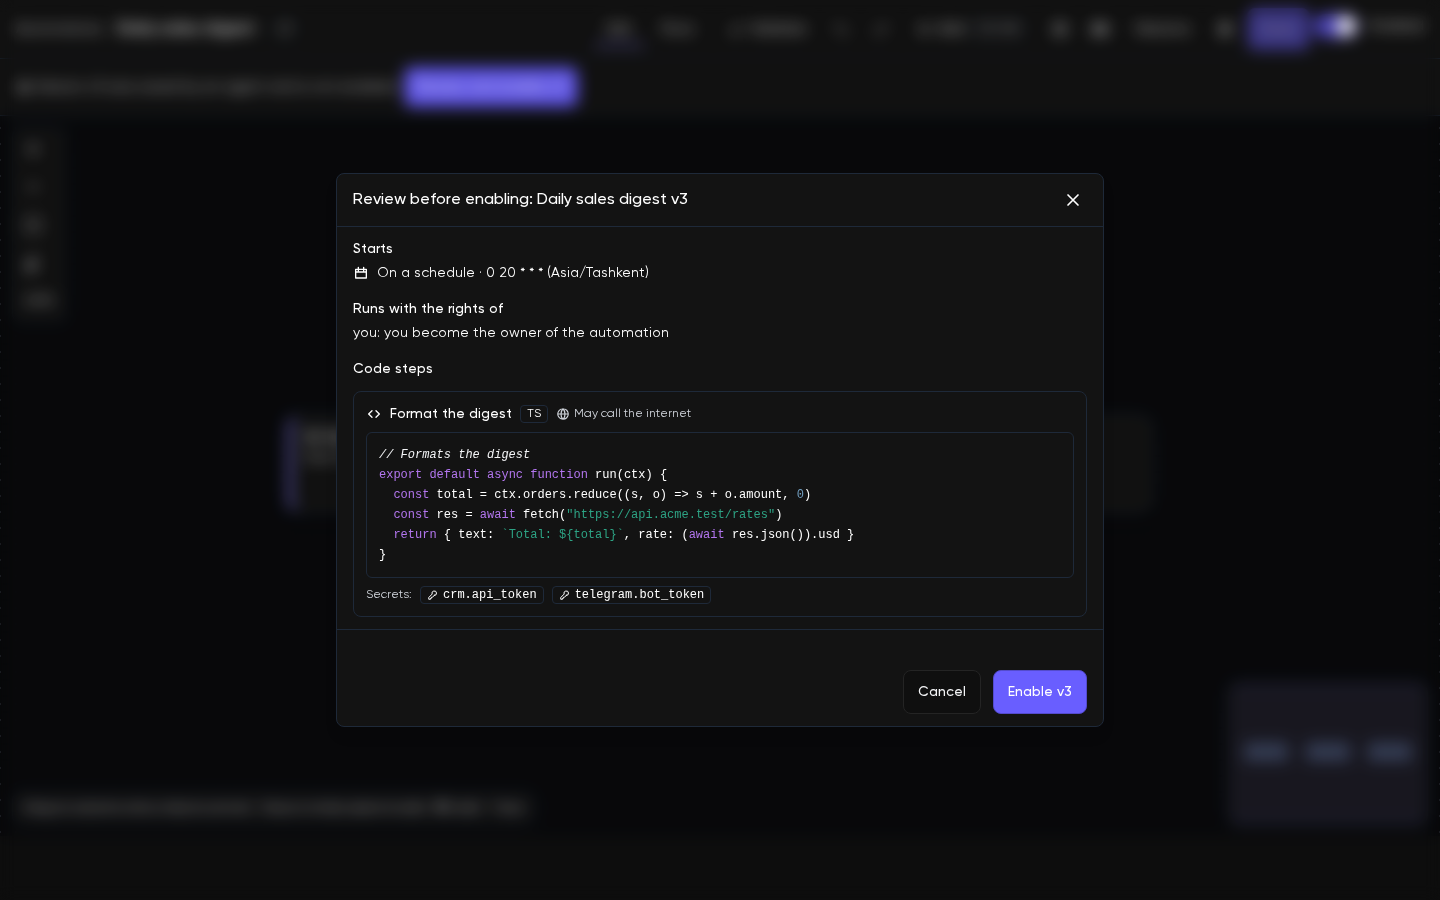 Review before enabling: Daily sales digest v3
Starts
On a schedule · 0 20 * * * (Asia/Tashkent)
Runs with the rights of
you: you become the owner of the automation
Code steps
Format the digest TS May call the internet
// Formats the digest
export default async function run(ctx) {
  const total = ctx.orders.reduce((s, o) => s + o.amount, 0)
  const res = await fetch("https://api.acme.test/rates")
  return { text: `Total: ${total}`, rate: (await res.json()).usd }
}
Secrets: crm.api_token telegram.bot_token
Cancel Enable v3